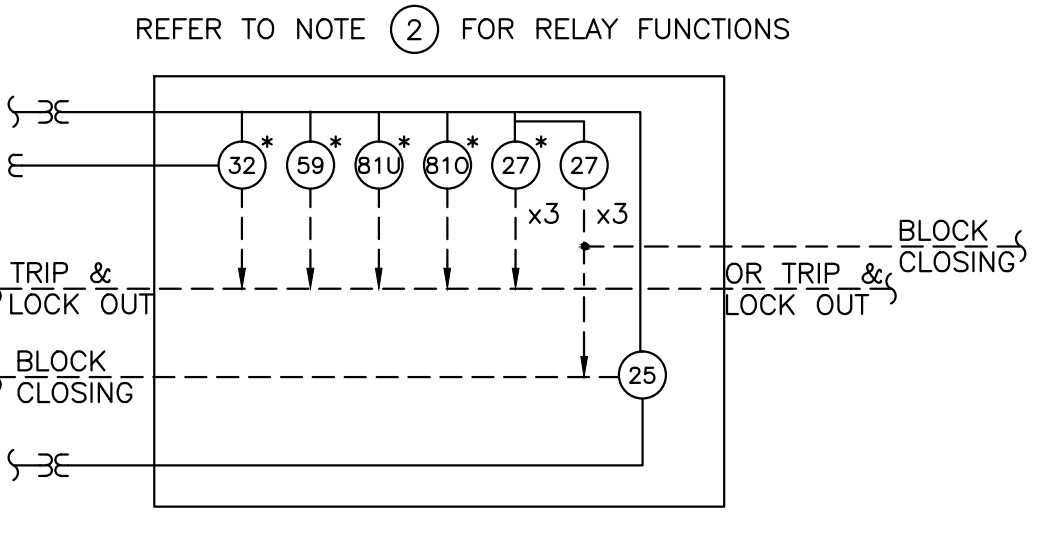 REFER TO NOTE 2 FOR RELAY FUNCTIONS
32* 59* 81U* 81O* 27* 27
x3 x3
BLOCK
CLOSING
TRIP &
LOCK OUT
OR TRIP &
LOCK OUT
BLOCK
CLOSING
25